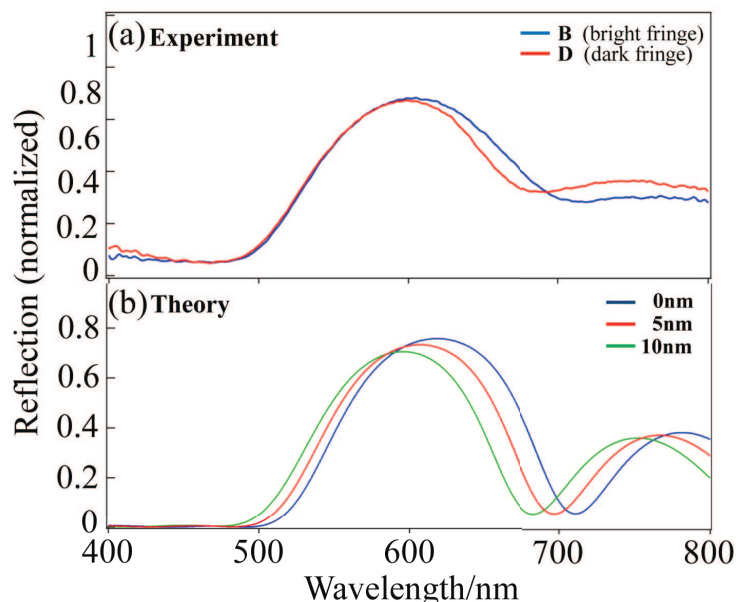 (a) Experiment
B (bright fringe)
D (dark fringe)
1
0.8
0.6
0.4
0.2
0
Reflection (normalized)
(b) Theory
0nm
5nm
10nm
0.8
0.6
0.4
0.2
0
400 500 600 700 800
Wavelength/nm